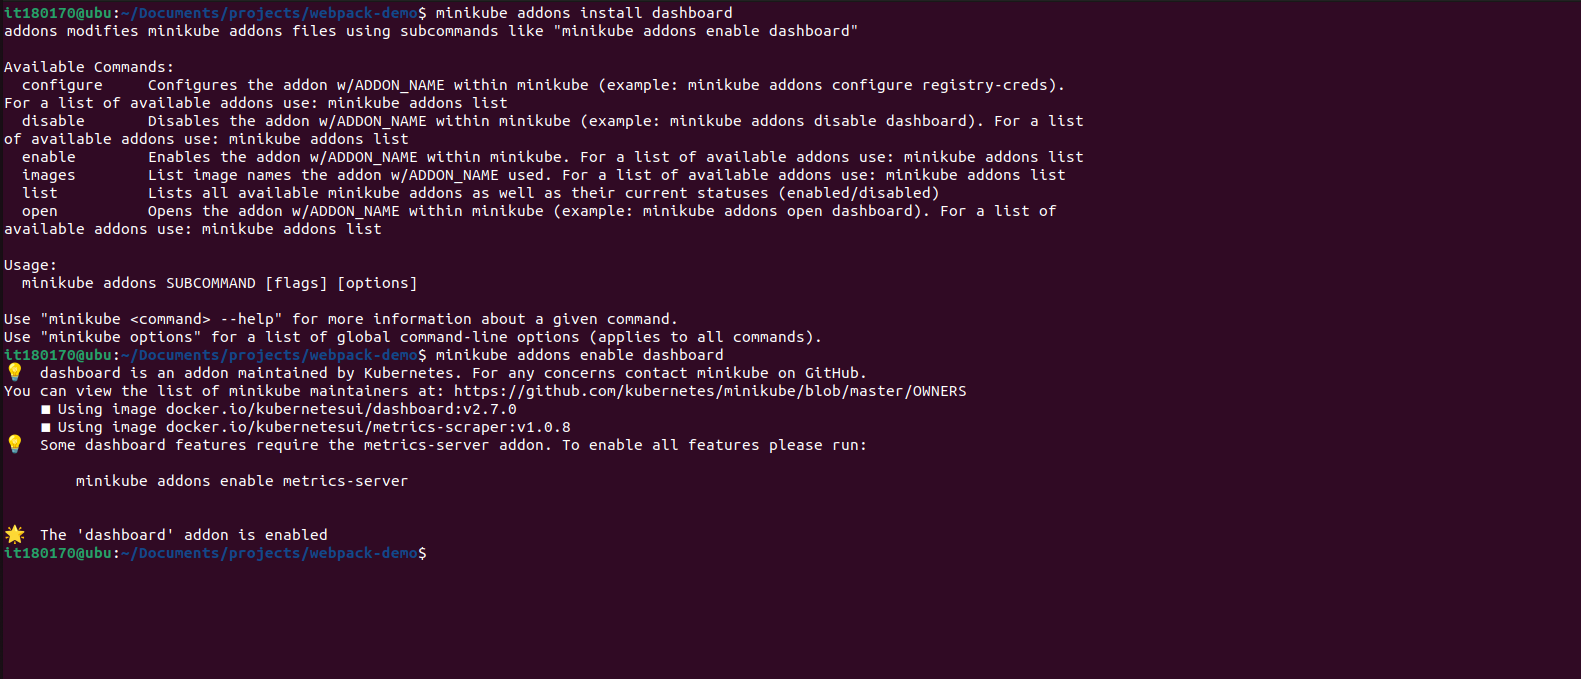 it180170@ubu:~/Documents/projects/webpack-demo$ minikube addons install dashboard
addons modifies minikube addons files using subcommands like "minikube addons enable dashboard"
Available Commands:
  configure     Configures the addon w/ADDON_NAME within minikube (example: minikube addons configure registry-creds).
For a list of available addons use: minikube addons list
  disable       Disables the addon w/ADDON_NAME within minikube (example: minikube addons disable dashboard). For a list
of available addons use: minikube addons list
  enable        Enables the addon w/ADDON_NAME within minikube. For a list of available addons use: minikube addons list
  images        List image names the addon w/ADDON_NAME used. For a list of available addons use: minikube addons list
  list          Lists all available minikube addons as well as their current statuses (enabled/disabled)
  open          Opens the addon w/ADDON_NAME within minikube (example: minikube addons open dashboard). For a list of
available addons use: minikube addons list
Usage:
  minikube addons SUBCOMMAND [flags] [options]
Use "minikube <command> --help" for more information about a given command.
Use "minikube options" for a list of global command-line options (applies to all commands).
it180170@ubu:~/Documents/projects/webpack-demo$ minikube addons enable dashboard
💡  dashboard is an addon maintained by Kubernetes. For any concerns contact minikube on GitHub.
You can view the list of minikube maintainers at: https://github.com/kubernetes/minikube/blob/master/OWNERS
    ▪ Using image docker.io/kubernetesui/dashboard:v2.7.0
    ▪ Using image docker.io/kubernetesui/metrics-scraper:v1.0.8
💡  Some dashboard features require the metrics-server addon. To enable all features please run:
        minikube addons enable metrics-server
🌟  The 'dashboard' addon is enabled
it180170@ubu:~/Documents/projects/webpack-demo$